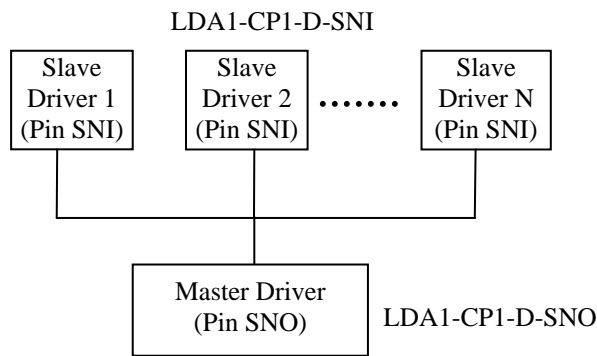 LDA1-CP1-D-SNI
Slave
Driver 1
(Pin SNI)
Slave
Driver 2
(Pin SNI)
.......
Slave
Driver N
(Pin SNI)
Master Driver
(Pin SNO)
LDA1-CP1-D-SNO